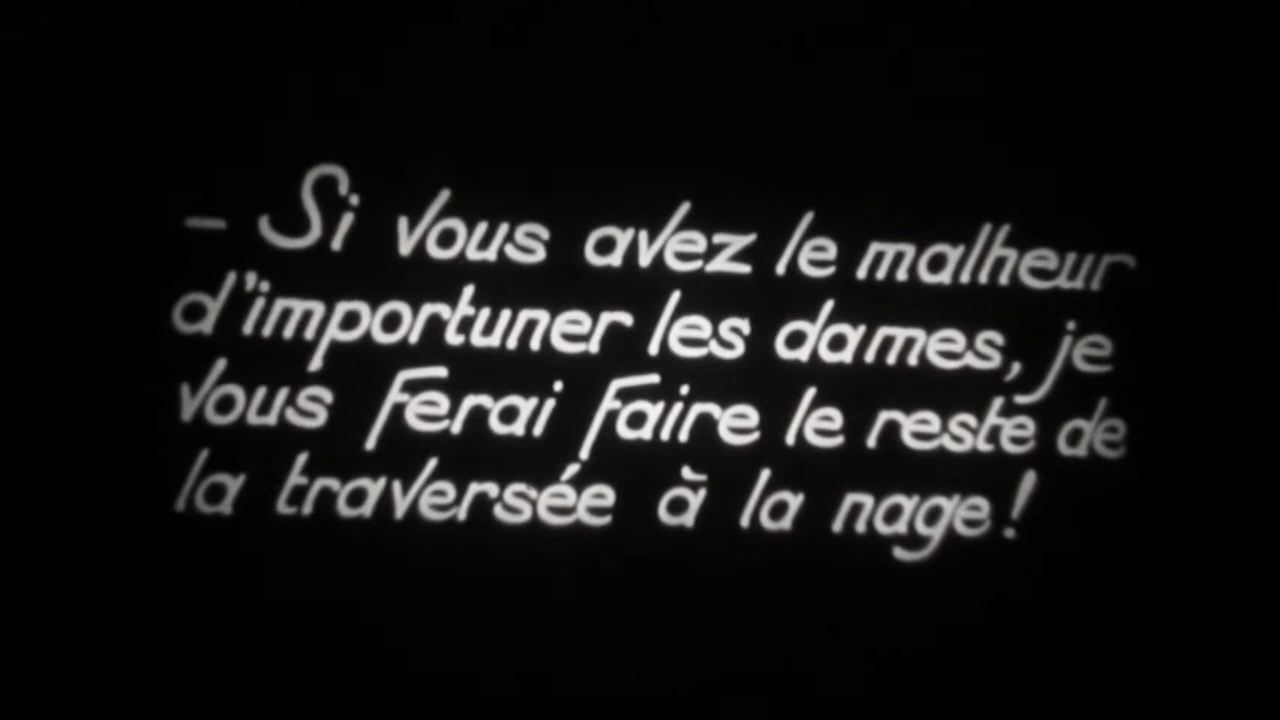 – Si vous avez le malheur
d'importuner les dames, je
vous ferai faire le reste de
la traversée à la nage !